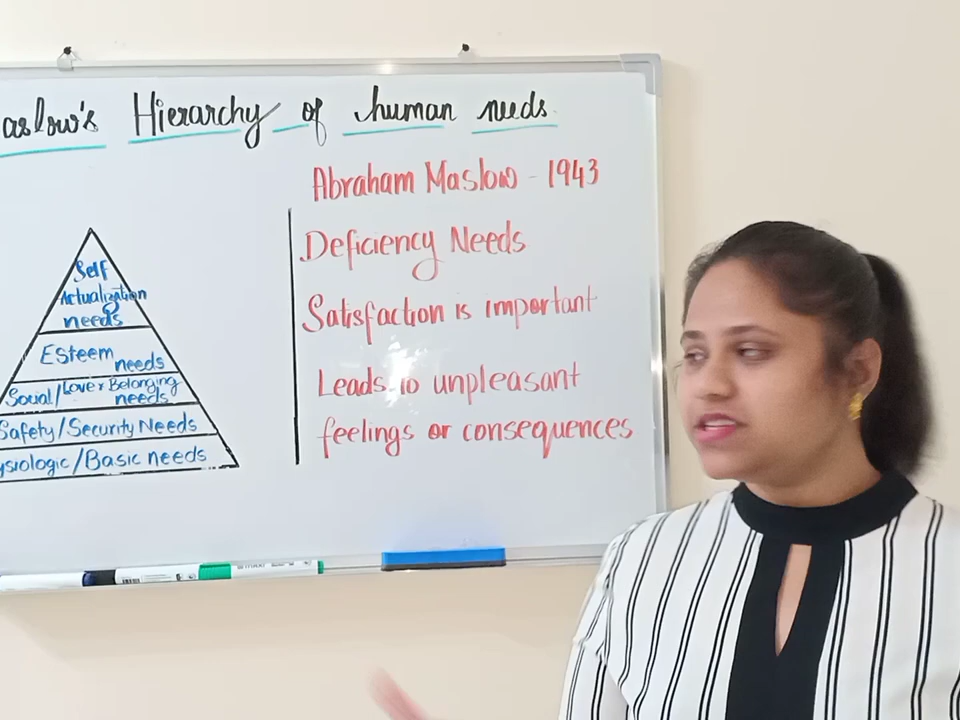 aslow's Hierarchy of human needs.
Abraham Maslow - 1943
Deficiency Needs
Satisfaction is important
Leads to unpleasant
feelings or consequences
Self
Actualization
needs
Esteem needs
Social/Love & Belonging
needs
Safety/Security Needs
ysiologic/Basic needs